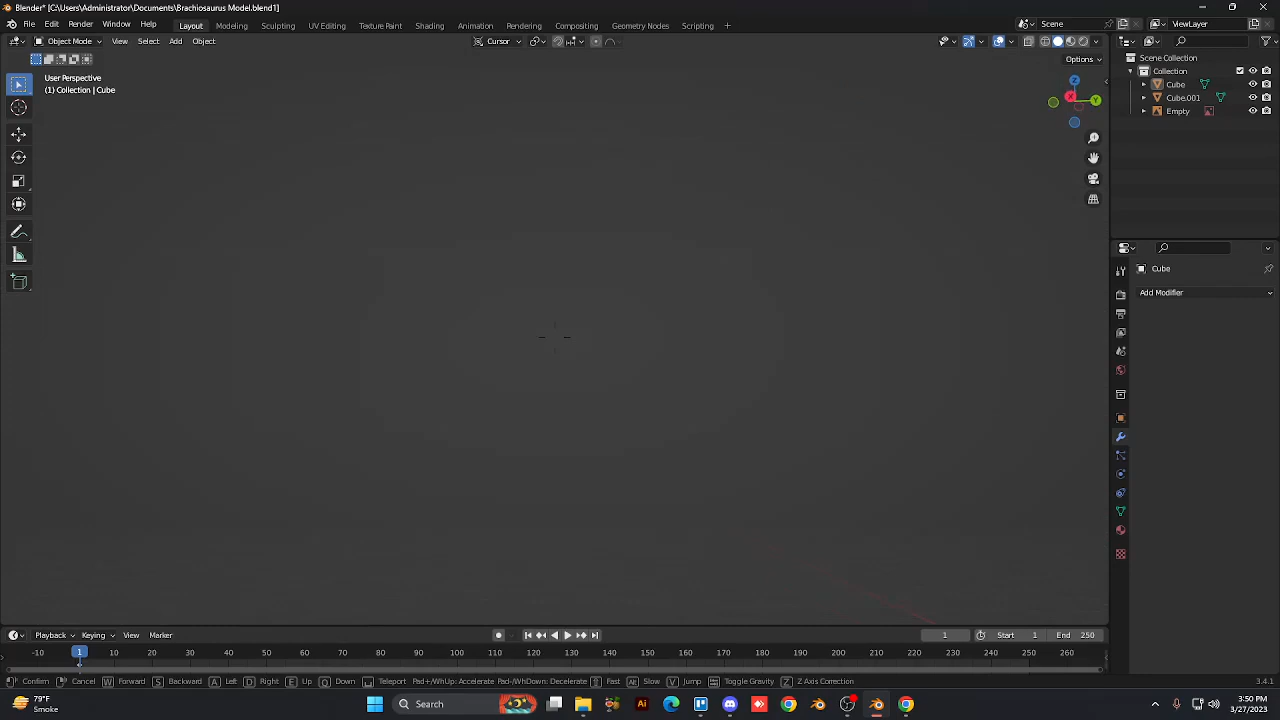 Blender* [C:\Users\Administrator\Documents\Brachiosaurus Model.blend1]
File Edit Render Window Help Layout Modeling Sculpting UV Editing Texture Paint Shading Animation Rendering Compositing Geometry Nodes Scripting + Scene ViewLayer
Object Mode View Select Add Object Cursor
Options
User Perspective
(1) Collection | Cube
Scene Collection
Collection
Cube
Cube.001
Empty
Z
X
Y
Cube
Add Modifier
Playback Keying View Marker 1 Start 1 End 250
-10 1 10 20 30 40 50 60 70 80 90 100 110 120 130 140 150 160 170 180 190 200 210 220 230 240 250 260
Confirm Cancel W Forward S Backward A Left D Right E Up Q Down Teleport Pad+/WhUp: Accelerate Pad-/WhDown: Decelerate Fast Alt Slow V Jump Tab Toggle Gravity Z Z Axis Correction 3.4.1
79°F
Smoke
Search
Ai
3:50 PM
3/27/2023